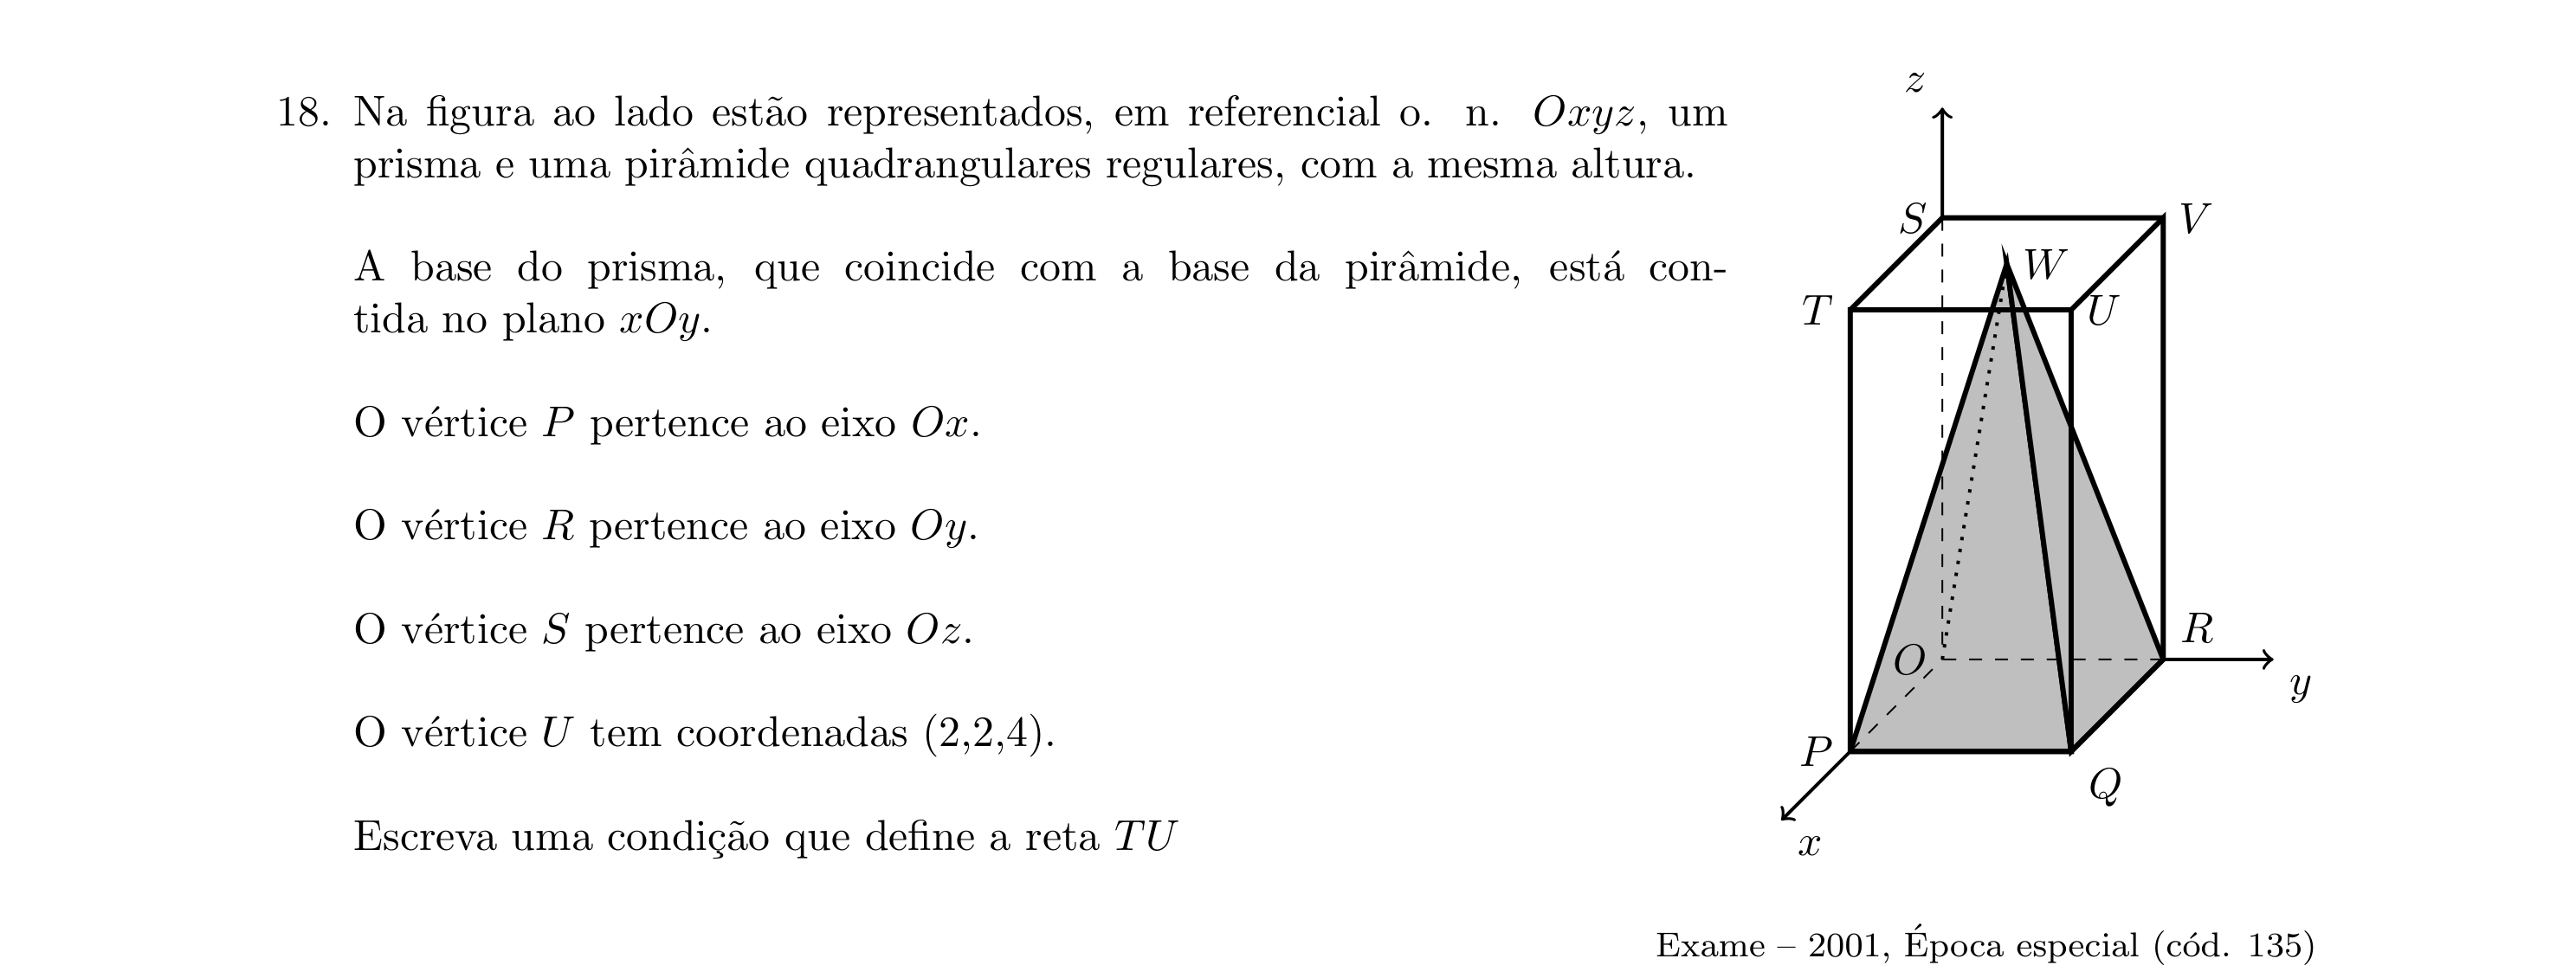 18. Na figura ao lado estão representados, em referencial o. n. Oxyz, um
prisma e uma pirâmide quadrangulares regulares, com a mesma altura.
A base do prisma, que coincide com a base da pirâmide, está con-
tida no plano xOy.
O vértice P pertence ao eixo Ox.
O vértice R pertence ao eixo Oy.
O vértice S pertence ao eixo Oz.
O vértice U tem coordenadas (2,2,4).
Escreva uma condição que define a reta TU
z
S
V
W
T
U
R
O
y
P
Q
x
Exame – 2001, Época especial (cód. 135)